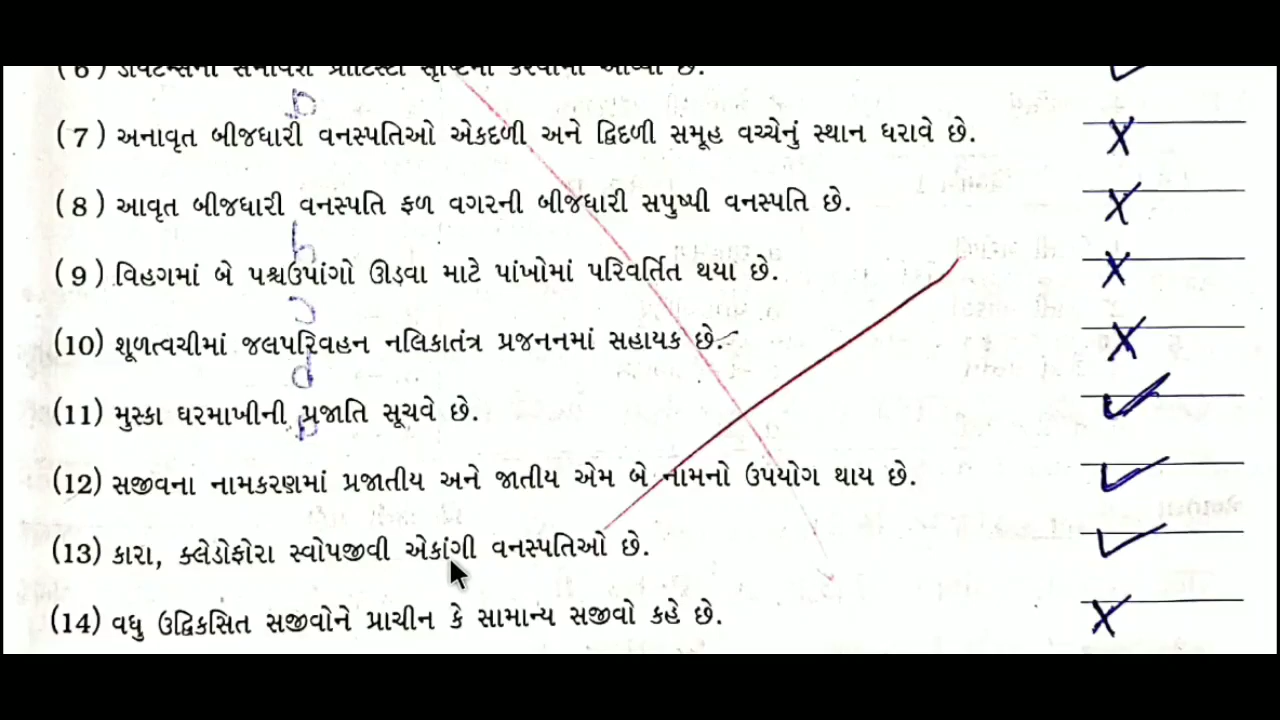 (7) અનાવૃત બીજધારી વનસ્પતિઓ એકદળી અને દ્વિદળી સમૂહ વચ્ચેનું સ્થાન ધરાવે છે. ✗
(8) આવૃત બીજધારી વનસ્પતિ ફળ વગરની બીજધારી સપુષ્પી વનસ્પતિ છે. ✗
(9) વિહગમાં બે પશ્ચઉપાંગો ઊડવા માટે પાંખોમાં પરિવર્તિત થયા છે. ✗
(10) શૂળત્વચીમાં જલપરિવહન નલિકાતંત્ર પ્રજનનમાં સહાયક છે. ✗
(11) મુસ્કા ઘરમાખીની પ્રજાતિ સૂચવે છે. ✓
(12) સજીવના નામકરણમાં પ્રજાતીય અને જાતીય એમ બે નામનો ઉપયોગ થાય છે. ✓
(13) કારા, ક્લેડોફોરા સ્વોપજીવી એકાંગી વનસ્પતિઓ છે. ✓
(14) વધુ ઉદ્વિકસિત સજીવોને પ્રાચીન કે સામાન્ય સજીવો કહે છે. ✗